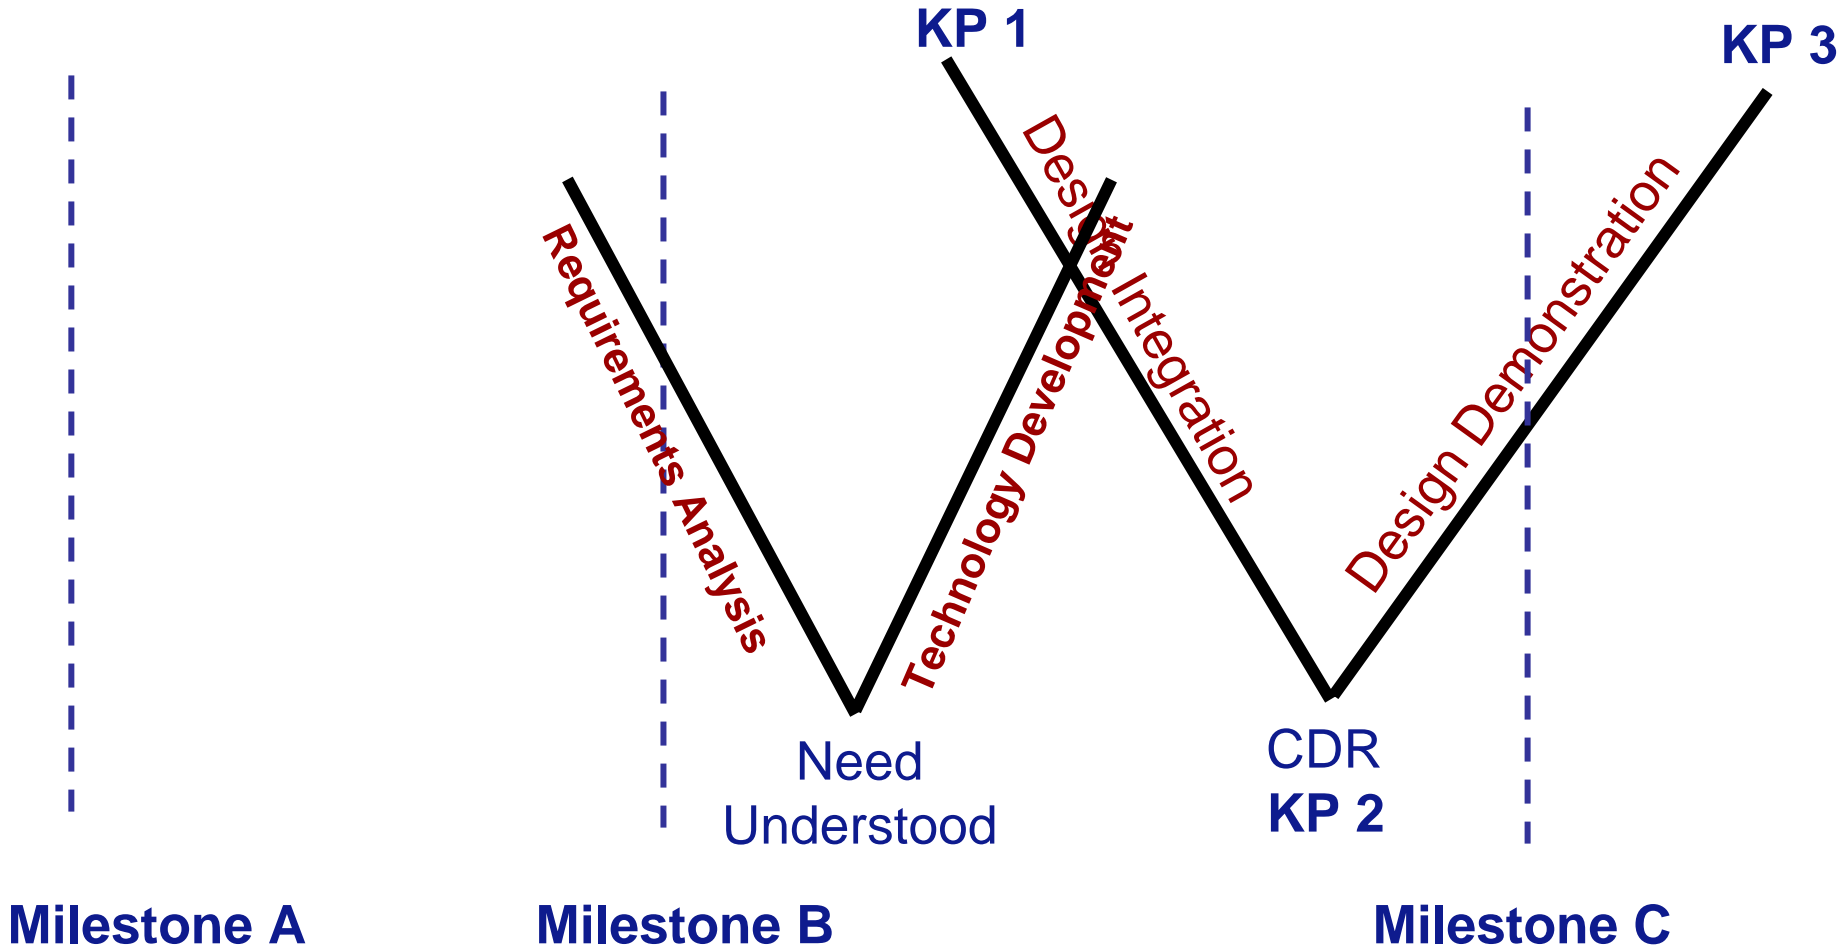 KP 1
KP 3
Requirements Analysis
Technology Development
Design Integration
Design Demonstration
Need
Understood
CDR
KP 2
Milestone A
Milestone B
Milestone C